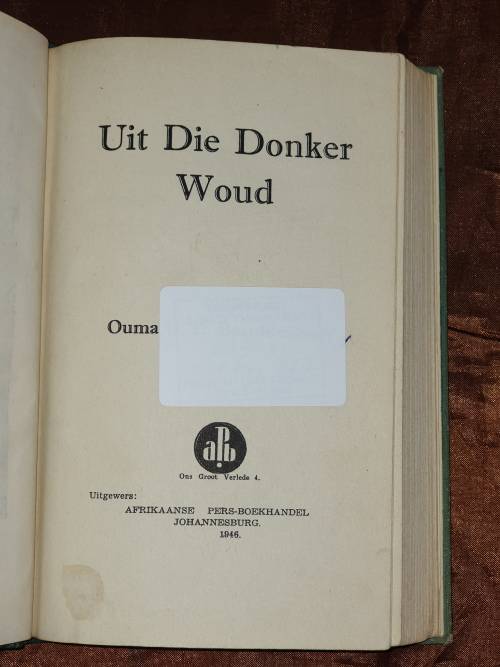 Uit Die Donker
Woud
Ouma
apb
Ons Groot Verlede 4.
Uitgewers:
AFRIKAANSE PERS-BOEKHANDEL
JOHANNESBURG.
1946.